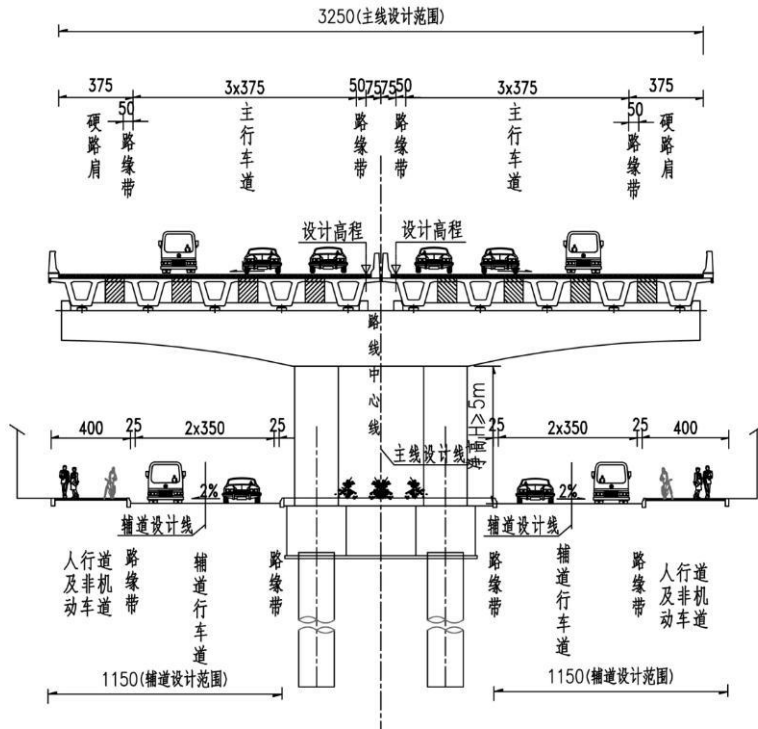 3250(主线设计范围)
375
3x375
50
75
75
50
3x375
375
50
50
硬路肩
路缘带
主行车道
路缘带
路缘带
主行车道
路缘带
硬路肩
设计高程
设计高程
路线中心线
净高H≥5m
主线设计线
400
25
2x350
25
25
2x350
25
400
2%
2%
辅道设计线
辅道设计线
人行道
及非机
动车道
路缘带
辅道行车道
路缘带
路缘带
辅道行车道
路缘带
人行道
及非机
动车道
1150(辅道设计范围)
1150(辅道设计范围)